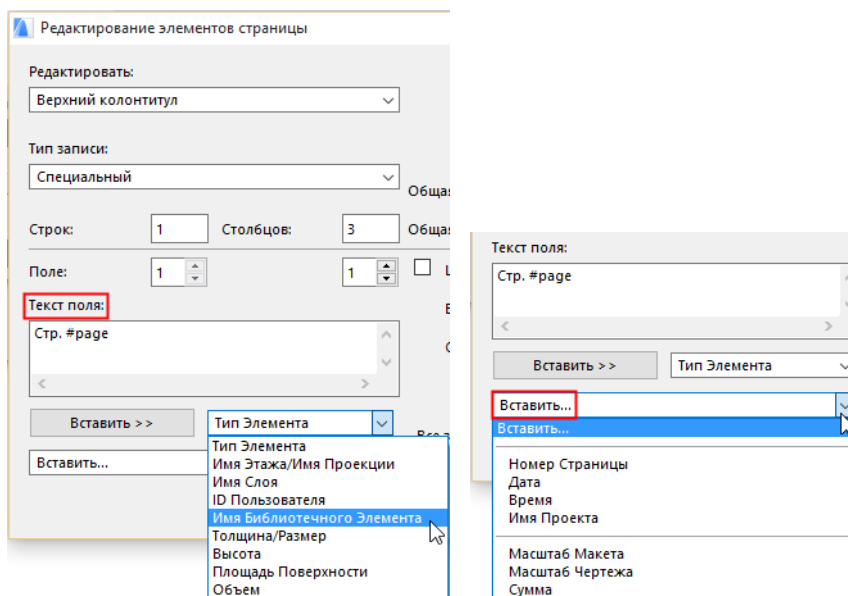 Редактирование элементов страницы
Редактировать:
Верхний колонтитул
Тип записи:
Специальный
Строк: 1 Столбцов: 3
Поле: 1 1
Текст поля:
Стр. #page
Вставить >> Тип Элемента
Вставить...
Тип Элемента
Имя Этажа/Имя Проекции
Имя Слоя
ID Пользователя
Имя Библиотечного Элемента
Толщина/Размер
Высота
Площадь Поверхности
Объем
Текст поля:
Стр. #page
Вставить >> Тип Элемента
Вставить...
Вставить...
Номер Страницы
Дата
Время
Имя Проекта
Масштаб Макета
Масштаб Чертежа
Сумма